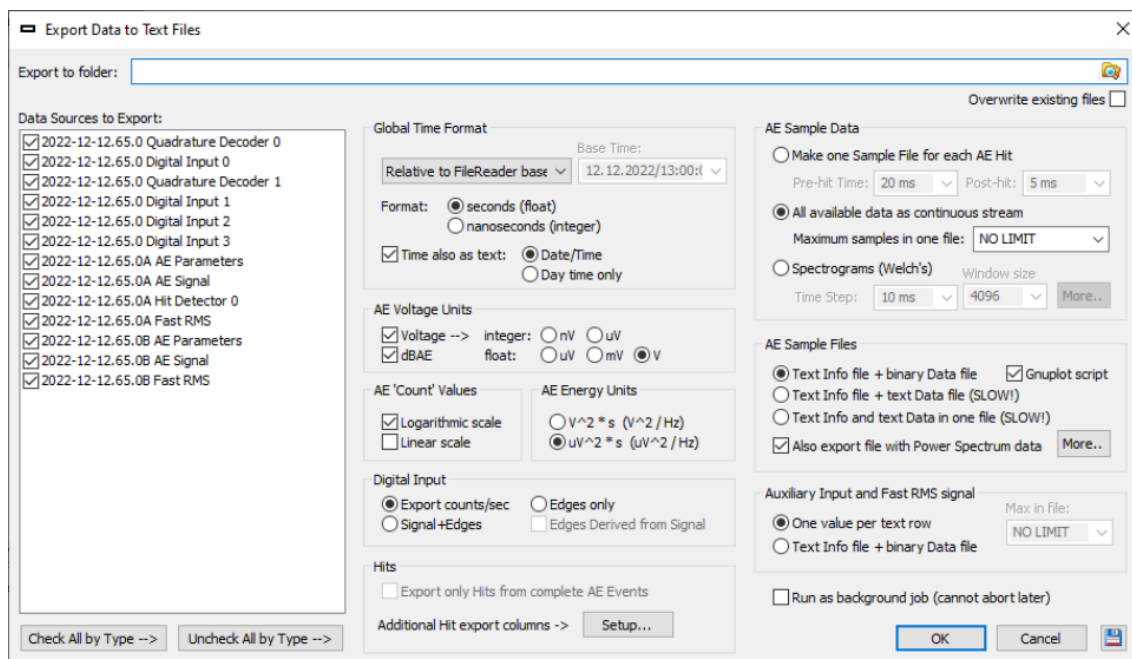 Export Data to Text Files
Export to folder:
Overwrite existing files
Data Sources to Export:
2022-12-12.65.0 Quadrature Decoder 0
2022-12-12.65.0 Digital Input 0
2022-12-12.65.0 Quadrature Decoder 1
2022-12-12.65.0 Digital Input 1
2022-12-12.65.0 Digital Input 2
2022-12-12.65.0 Digital Input 3
2022-12-12.65.0A AE Parameters
2022-12-12.65.0A AE Signal
2022-12-12.65.0A Hit Detector 0
2022-12-12.65.0A Fast RMS
2022-12-12.65.0B AE Parameters
2022-12-12.65.0B AE Signal
2022-12-12.65.0B Fast RMS
Check All by Type -->
Uncheck All by Type -->
Global Time Format
Base Time:
Relative to FileReader base
12.12.2022/13:00:(
Format:
seconds (float)
nanoseconds (integer)
Time also as text:
Date/Time
Day time only
AE Voltage Units
Voltage --> integer: nV uV
dBAE float: uV mV V
AE 'Count' Values
Logarithmic scale
Linear scale
AE Energy Units
V^2 * s (V^2 / Hz)
uV^2 * s (uV^2 / Hz)
Digital Input
Export counts/sec
Edges only
Signal+Edges
Edges Derived from Signal
Hits
Export only Hits from complete AE Events
Additional Hit export columns ->
Setup...
AE Sample Data
Make one Sample File for each AE Hit
Pre-hit Time: 20 ms Post-hit: 5 ms
All available data as continuous stream
Maximum samples in one file: NO LIMIT
Spectrograms (Welch's)
Window size
Time Step: 10 ms 4096 More..
AE Sample Files
Text Info file + binary Data file
Gnuplot script
Text Info file + text Data file (SLOW!)
Text Info and text Data in one file (SLOW!)
Also export file with Power Spectrum data
More..
Auxiliary Input and Fast RMS signal
Max in file:
One value per text row
NO LIMIT
Text Info file + binary Data file
Run as background job (cannot abort later)
OK
Cancel